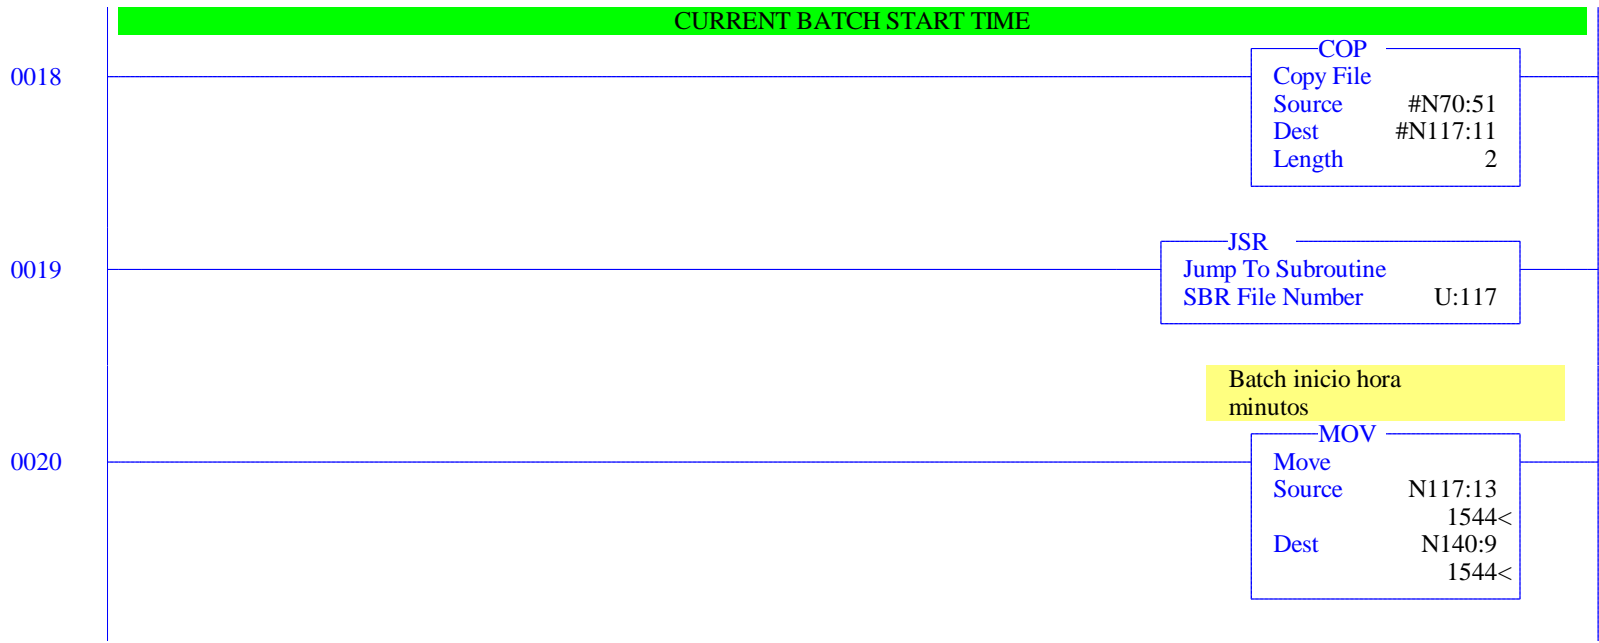 CURRENT BATCH START TIME
COP
0018
Copy File
Source #N70:51
Dest #N117:11
Length 2
JSR
0019
Jump To Subroutine
SBR File Number U:117
Batch inicio hora
minutos
MOV
0020
Move
Source N117:13
1544<
Dest N140:9
1544<